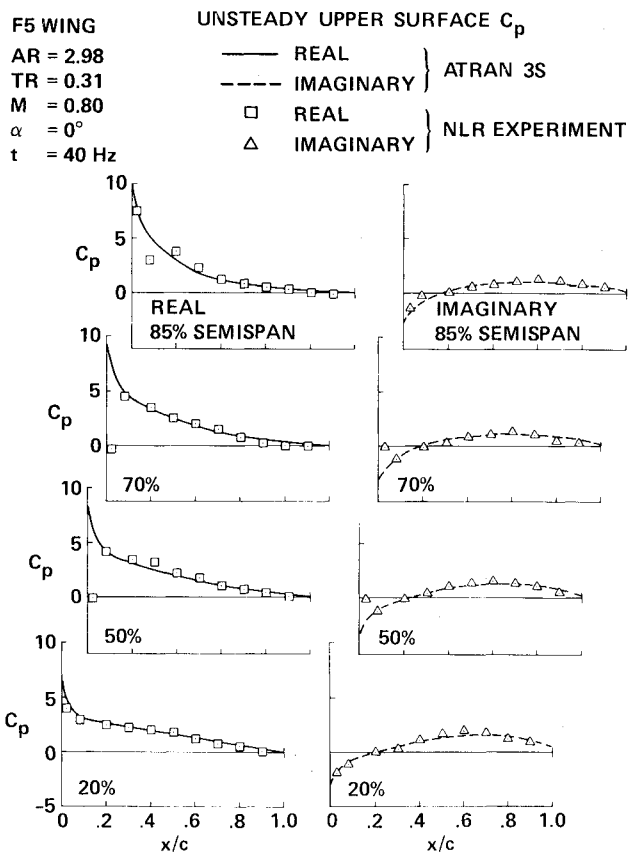 F5 WING
AR = 2.98
TR = 0.31
M = 0.80
α = 0°
t = 40 Hz
UNSTEADY UPPER SURFACE Cp
REAL
IMAGINARY
ATRAN 3S
REAL
IMAGINARY
NLR EXPERIMENT
10
5
0
Cp
REAL
85% SEMISPAN
IMAGINARY
85% SEMISPAN
10
5
0
Cp
70%
70%
10
5
0
Cp
50%
50%
10
5
0
-5
Cp
20%
20%
0 .2 .4 .6 .8 1.0
x/c
0 .2 .4 .6 .8 1.0
x/c